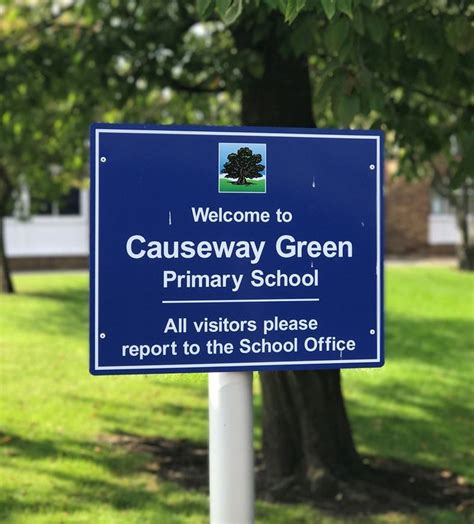 Welcome to
Causeway Green
Primary School
All visitors please
report to the School Office